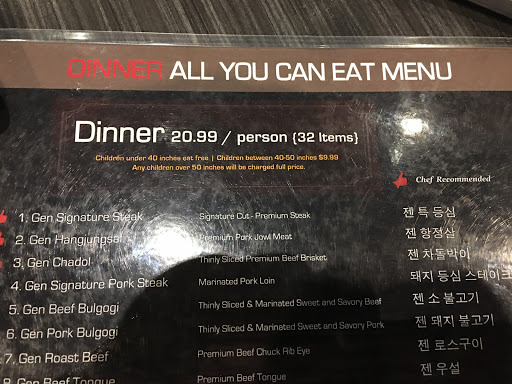 DINNER ALL YOU CAN EAT MENU
Dinner 20.99 / person (32 Items)
Children under 40 inches eat free | Children between 40-50 inches $9.99
Any children over 50 inches will be charged full price.
Chef Recommended
1. Gen Signature Steak Signature Cut - Premium Steak 젠 특 등심
2. Gen Hangjungsal Premium Pork Jowl Meat 젠 항정살
3. Gen Chadol Thinly Sliced Premium Beef Brisket 젠 차돌박이
4. Gen Signature Pork Steak Marinated Pork Loin 돼지 등심 스테이크
5. Gen Beef Bulgogi Thinly Sliced & Marinated Sweet and Savory Beef 젠 소 불고기
6. Gen Pork Bulgogi Thinly Sliced & Marinated Sweet and Savory Pork 젠 돼지 불고기
7. Gen Roast Beef Premium Beef Chuck Rib Eye 젠 로스구이
8. Gen Beef Tongue Premium Beef Tongue 젠 우설